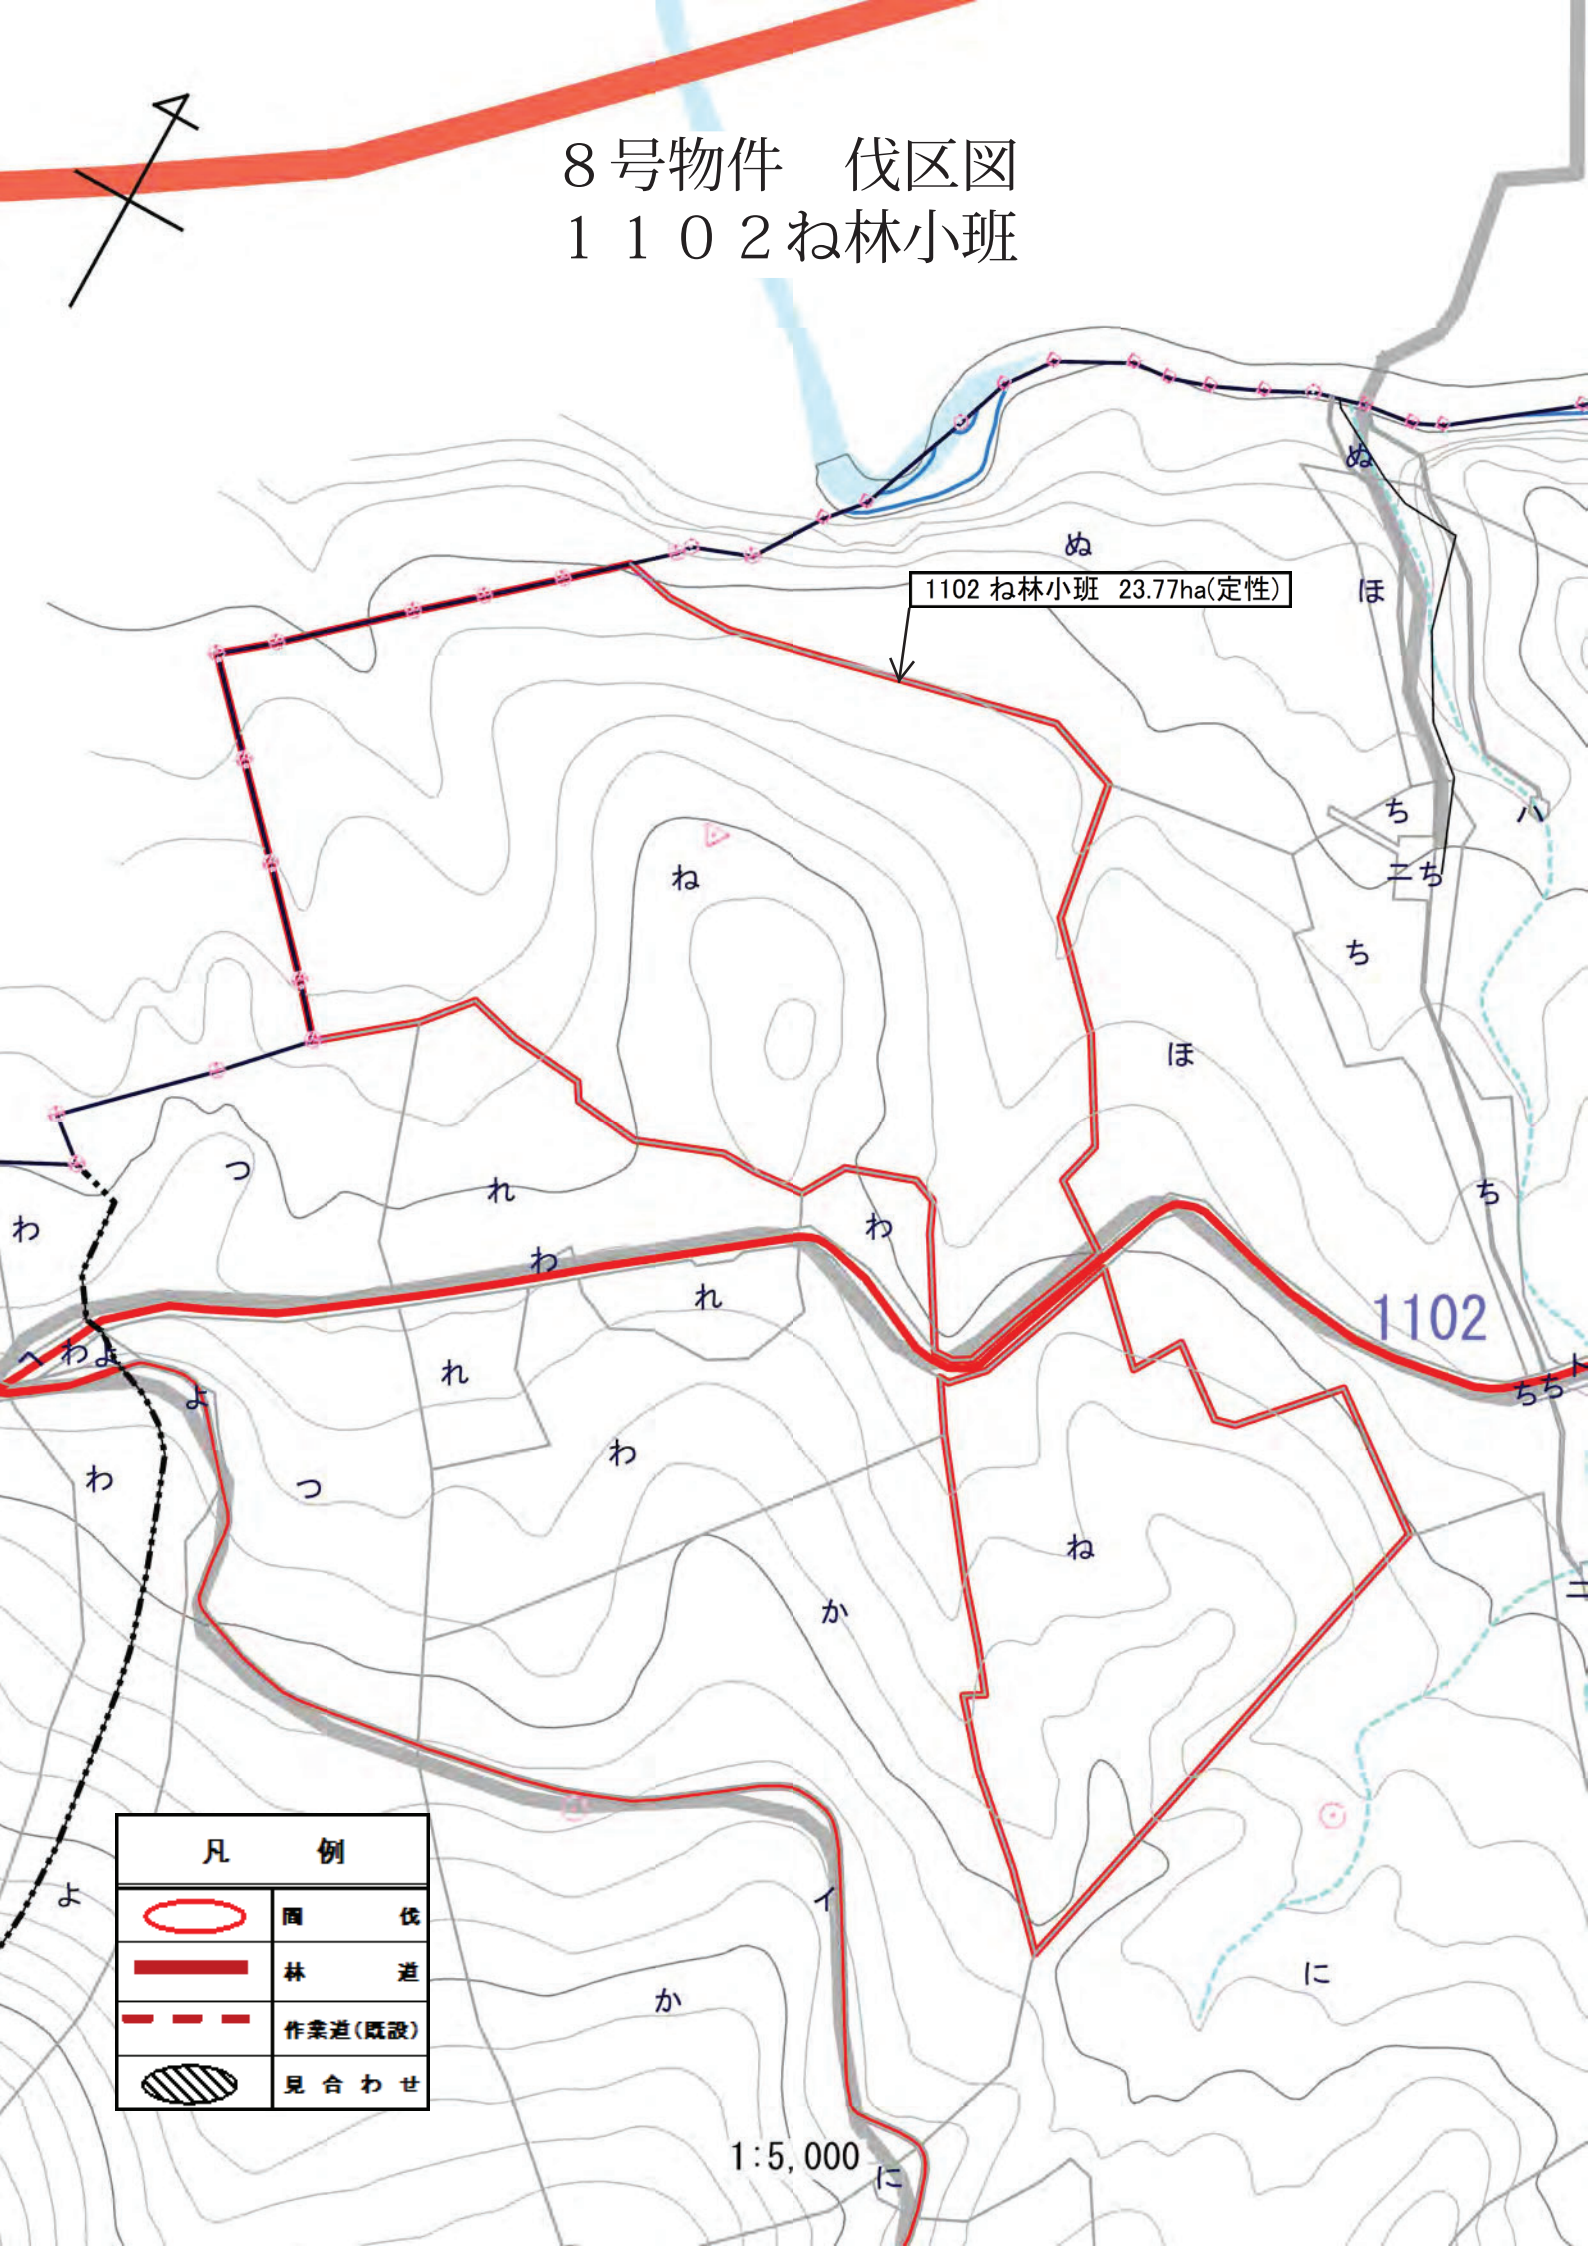 ８号物件　伐区図
１１０２ね林小班
ぬ
ぬ
1102 ね林小班 23.77ha(定性)
ほ
ち
ハ
ニち
ね
ち
ほ
つ
れ
ち
わ
わ
わ
れ
1102
へわよ
れ
ト
ちち
よ
わ
わ
つ
ね
ニ
か
凡 例
間 伐
林 道
作業道(既設)
見 合 わ せ
よ
イ
か
に
1:5,000
に